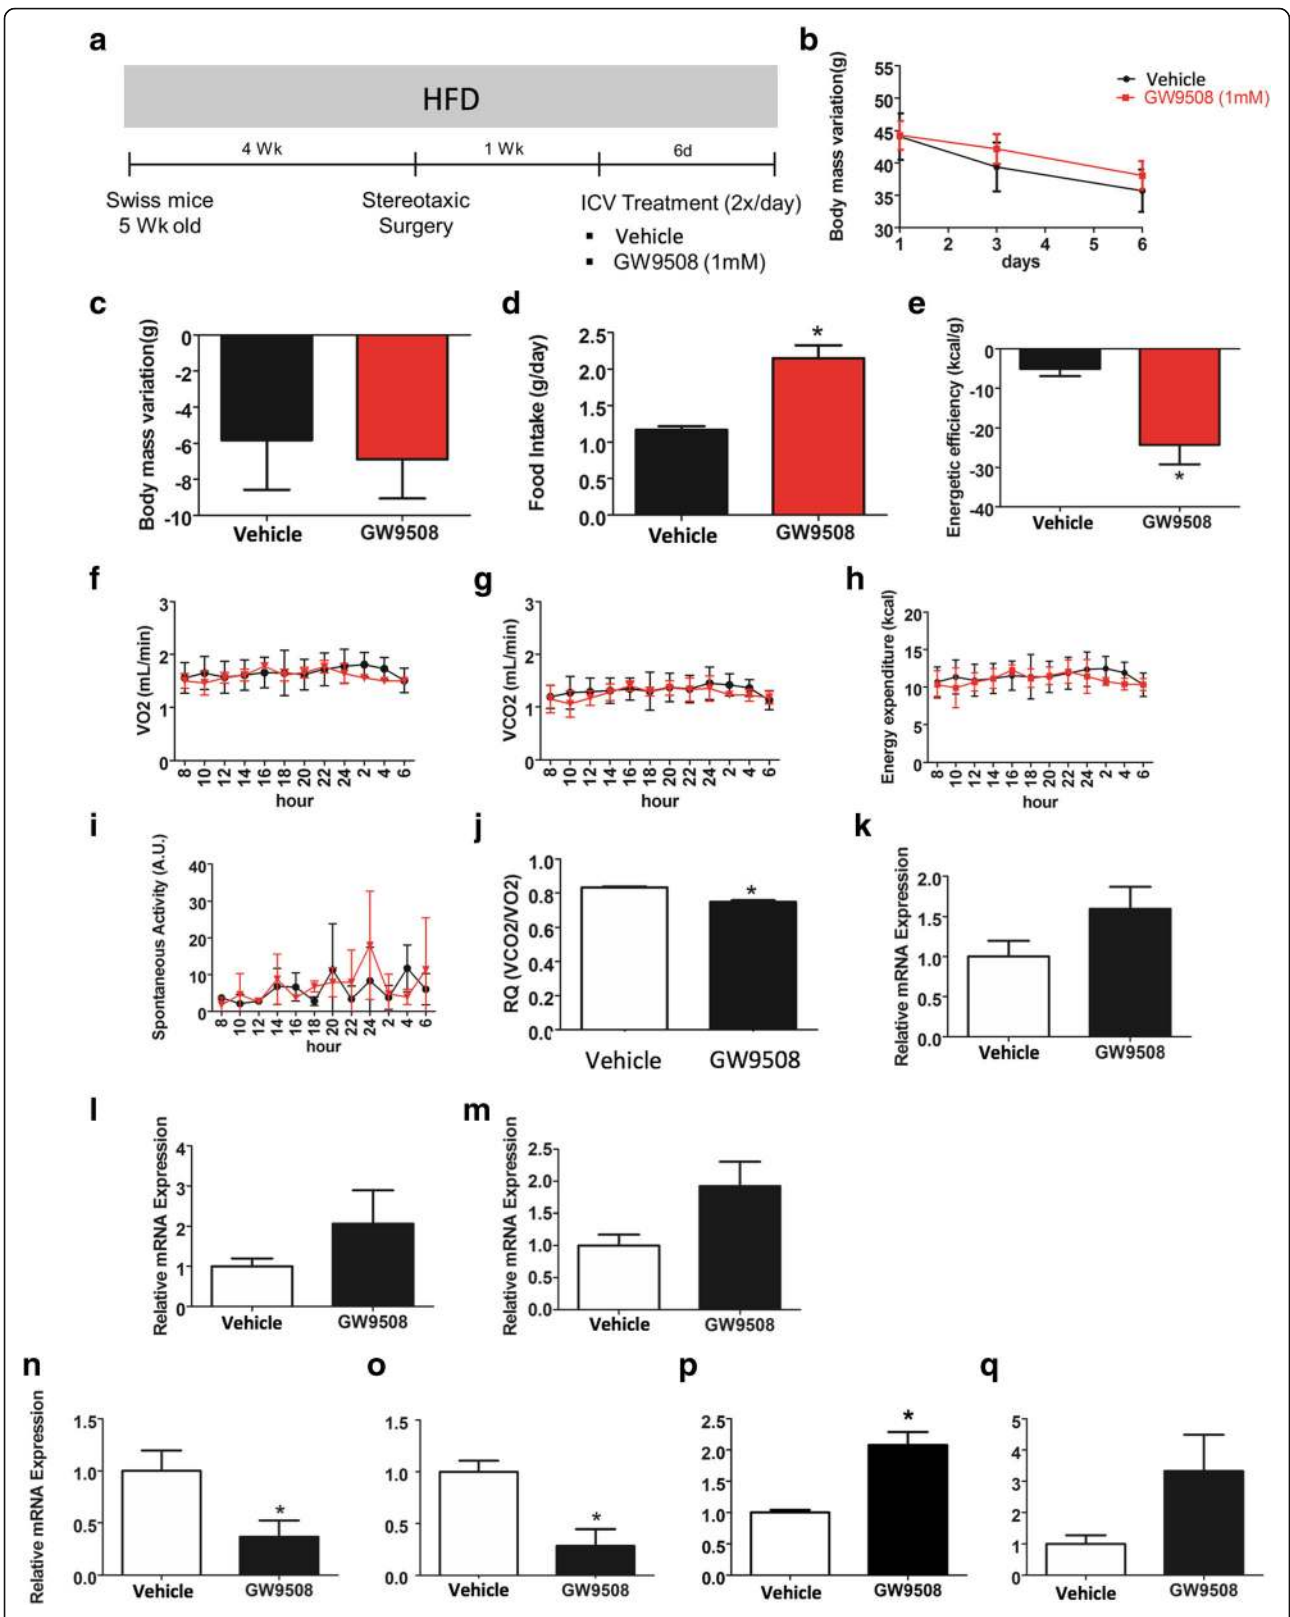 a
HFD
4 Wk
1 Wk
6d
Swiss mice
5 Wk old
Stereotaxic
Surgery
ICV Treatment (2x/day)
▪ Vehicle
▪ GW9508 (1mM)
b
Body mass variation(g)
55
50
45
40
35
30
1 2 3 4 5 6
days
Vehicle
GW9508 (1mM)
c
Body mass variation(g)
0
-2
-4
-6
-8
-10
Vehicle GW9508
d
Food Intake (g/day)
2.5
2.0
1.5
1.0
0.5
0.0
*
Vehicle GW9508
e
Energetic efficiency (kcal/g)
0
-10
-20
-30
-40
*
Vehicle GW9508
f
VO2 (mL/min)
3
2
1
0
8 10 12 14 16 18 20 22 24 2 4 6
hour
g
VCO2 (mL/min)
3
2
1
0
8 10 12 14 16 18 20 22 24 2 4 6
hour
h
Energy expenditure (kcal)
20
15
10
5
0
8 10 12 14 16 18 20 22 24 2 4 6
hour
i
Spontaneous Activity (A.U.)
40
30
20
10
0
8 10 12 14 16 18 20 22 24 2 4 6
hour
j
RQ (VCO2/VO2)
1.0
0.8
0.6
0.4
0.2
0.0
*
Vehicle GW9508
k
Relative mRNA Expression
2.0
1.5
1.0
0.5
0.0
Vehicle GW9508
l
Relative mRNA Expression
4
3
2
1
0
Vehicle GW9508
m
Relative mRNA Expression
2.5
2.0
1.5
1.0
0.5
0.0
Vehicle GW9508
n
Relative mRNA Expression
1.5
1.0
0.5
0.0
*
Vehicle GW9508
o
1.5
1.0
0.5
0.0
*
Vehicle GW9508
p
2.5
2.0
1.5
1.0
0.5
0.0
*
Vehicle GW9508
q
5
4
3
2
1
0
Vehicle GW9508